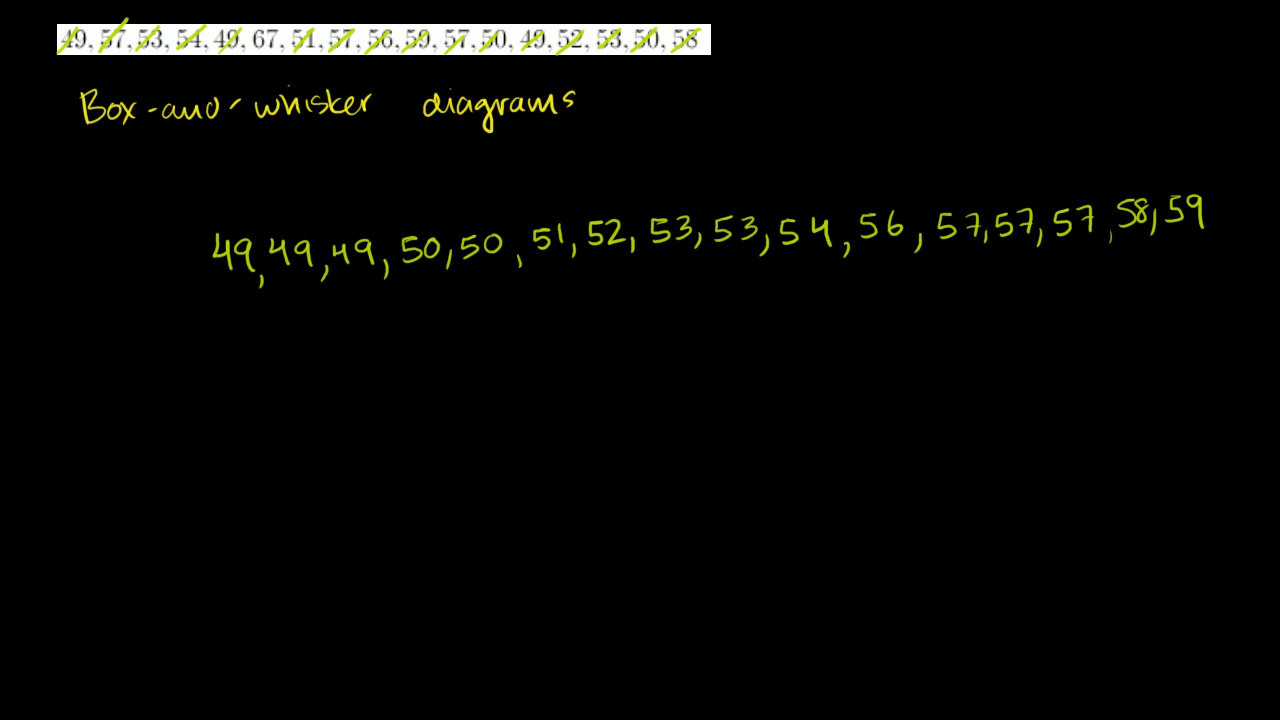 49, 57, 53, 54, 49, 67, 51, 57, 56, 59, 57, 50, 49, 52, 53, 50, 58
Box-and-whisker diagrams
49, 49, 49, 50, 50, 51, 52, 53, 53, 54, 56, 57, 57, 57, 58, 59